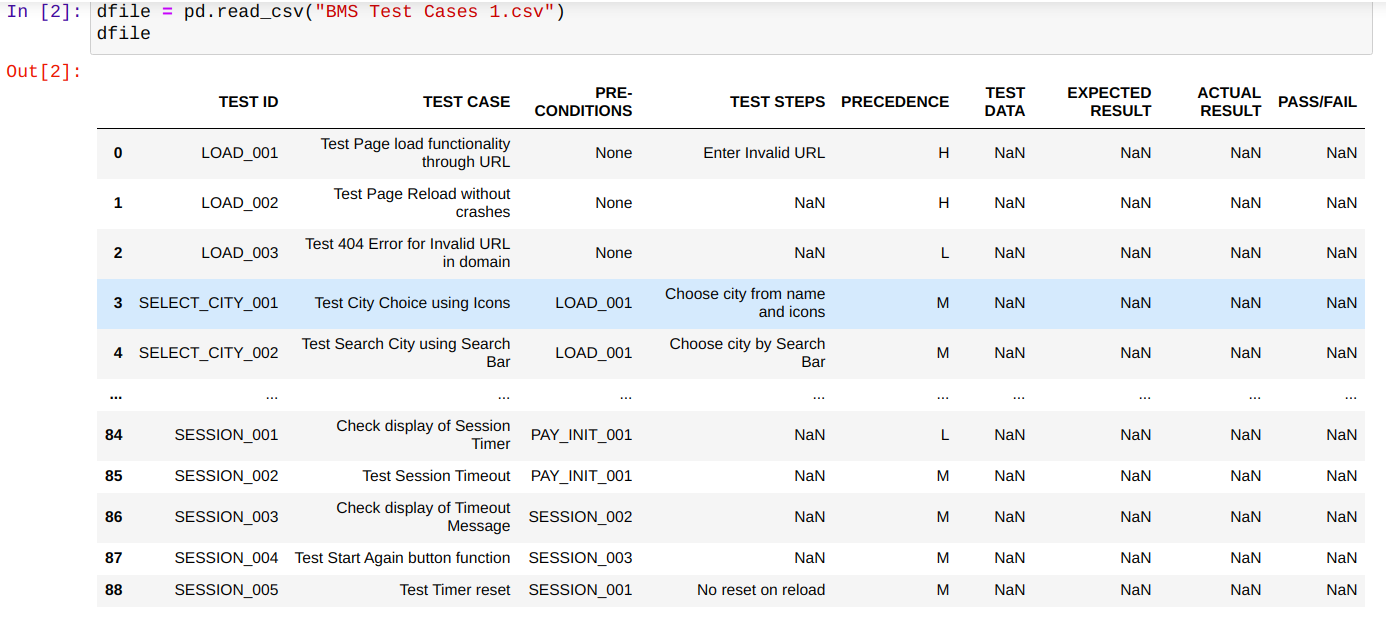 In [2]: dfile = pd.read_csv("BMS Test Cases 1.csv")
dfile
Out[2]:
TEST ID TEST CASE PRE-CONDITIONS TEST STEPS PRECEDENCE TEST DATA EXPECTED RESULT ACTUAL RESULT PASS/FAIL
0 LOAD_001 Test Page load functionality through URL None Enter Invalid URL H NaN NaN NaN NaN
1 LOAD_002 Test Page Reload without crashes None NaN H NaN NaN NaN NaN
2 LOAD_003 Test 404 Error for Invalid URL in domain None NaN L NaN NaN NaN NaN
3 SELECT_CITY_001 Test City Choice using Icons LOAD_001 Choose city from name and icons M NaN NaN NaN NaN
4 SELECT_CITY_002 Test Search City using Search Bar LOAD_001 Choose city by Search Bar M NaN NaN NaN NaN
... ... ... ... ... ... ... ... ... ...
84 SESSION_001 Check display of Session Timer PAY_INIT_001 NaN L NaN NaN NaN NaN
85 SESSION_002 Test Session Timeout PAY_INIT_001 NaN M NaN NaN NaN NaN
86 SESSION_003 Check display of Timeout Message SESSION_002 NaN M NaN NaN NaN NaN
87 SESSION_004 Test Start Again button function SESSION_003 NaN M NaN NaN NaN NaN
88 SESSION_005 Test Timer reset SESSION_001 No reset on reload M NaN NaN NaN NaN